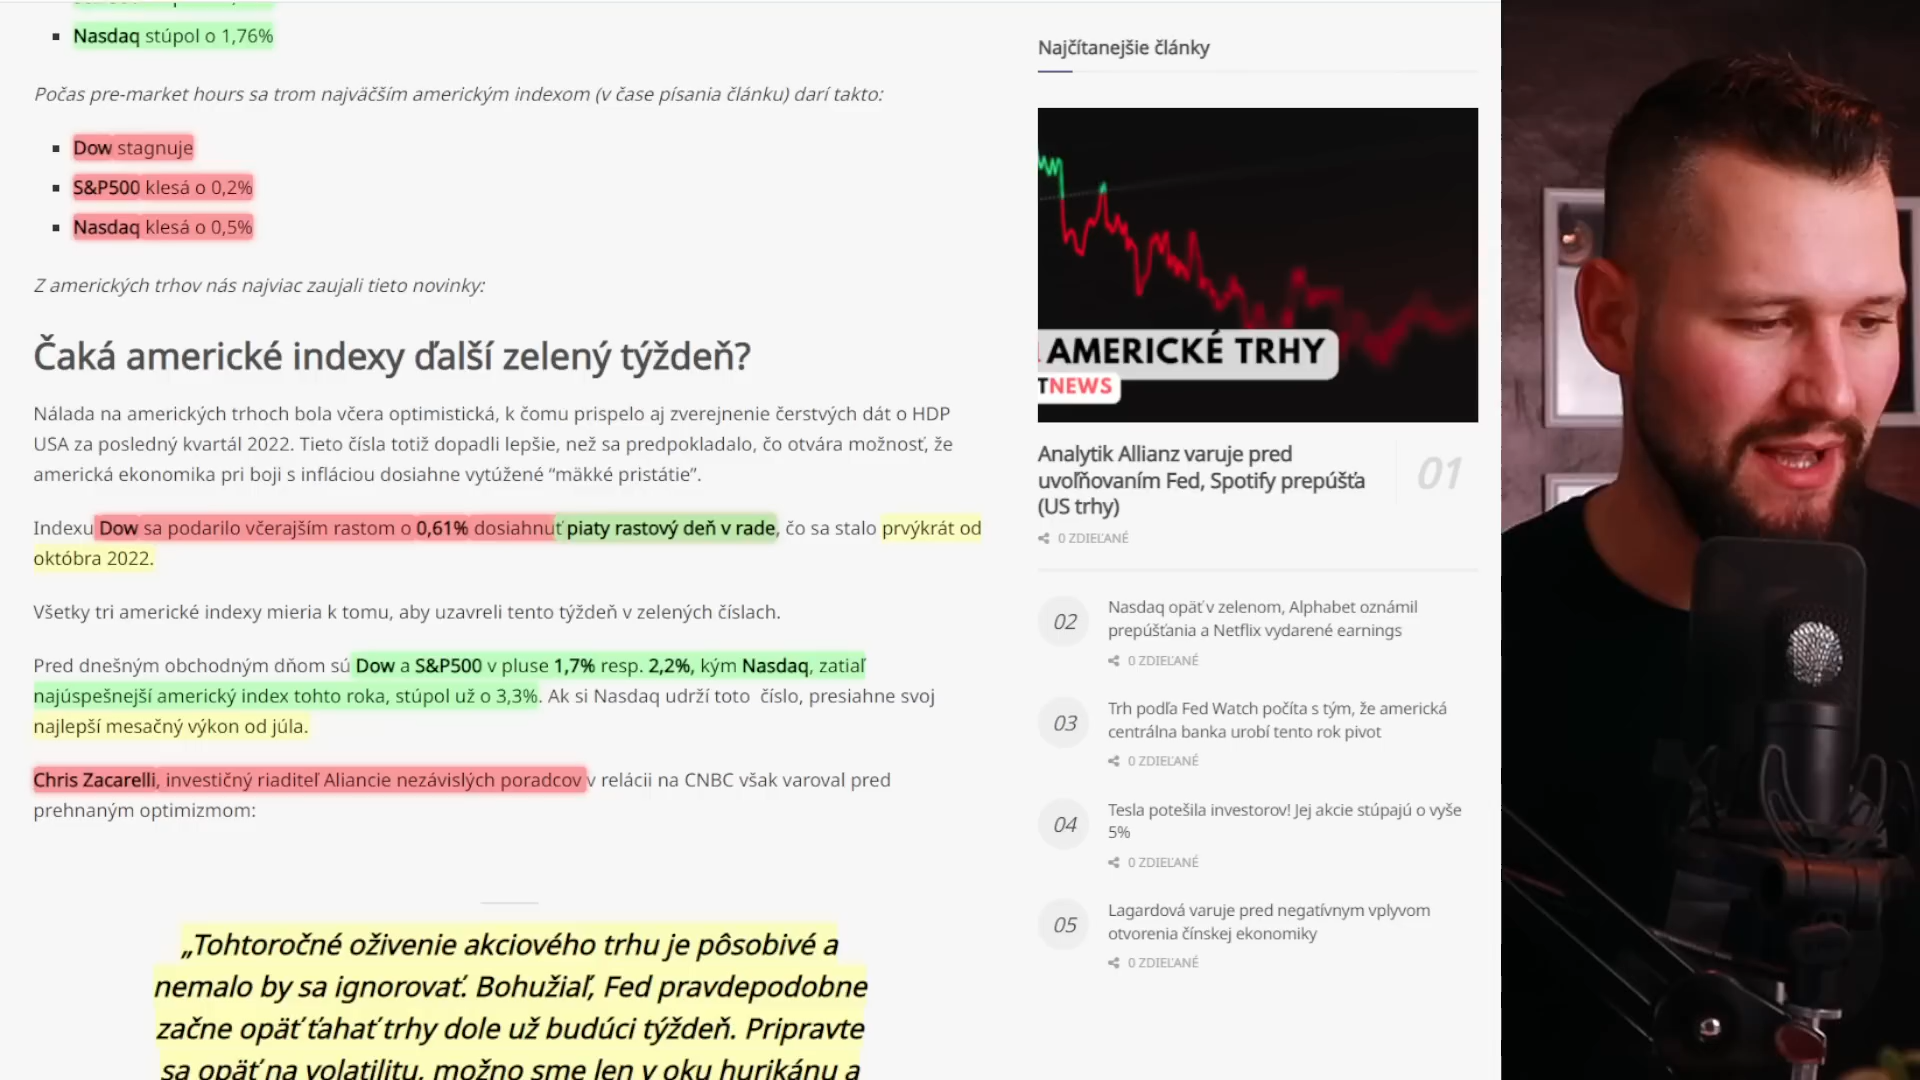 Nasdaq stúpol o 1,76%
Počas pre-market hours sa trom najväčším americkým indexom (v čase písania článku) darí takto:
Dow stagnuje
S&P500 klesá o 0,2%
Nasdaq klesá o 0,5%
Z amerických trhov nás najviac zaujali tieto novinky:
Čaká americké indexy ďalší zelený týždeň?
Nálada na amerických trhoch bola včera optimistická, k čomu prispelo aj zverejnenie čerstvých dát o HDP
USA za posledný kvartál 2022. Tieto čísla totiž dopadli lepšie, než sa predpokladalo, čo otvára možnosť, že
americká ekonomika pri boji s infláciou dosiahne vytúžené “mäkké pristátie”.
Indexu Dow sa podarilo včerajším rastom o 0,61% dosiahnuť piaty rastový deň v rade, čo sa stalo prvýkrát od
októbra 2022.
Všetky tri americké indexy mieria k tomu, aby uzavreli tento týždeň v zelených číslach.
Pred dnešným obchodným dňom sú Dow a S&P500 v pluse 1,7% resp. 2,2%, kým Nasdaq, zatiaľ
najúspešnejší americký index tohto roka, stúpol už o 3,3%. Ak si Nasdaq udrží toto číslo, presiahne svoj
najlepší mesačný výkon od júla.
Chris Zacarelli, investičný riaditeľ Aliancie nezávislých poradcov v relácii na CNBC však varoval pred
prehnaným optimizmom:
„Tohtoročné oživenie akciového trhu je pôsobivé a
nemalo by sa ignorovať. Bohužiaľ, Fed pravdepodobne
začne opäť ťahať trhy dole už budúci týždeň. Pripravte
sa opäť na volatilitu, možno sme len v oku hurikánu a
Najčítanejšie články
AMERICKÉ TRHY
TNEWS
Analytik Allianz varuje pred
uvoľňovaním Fed, Spotify prepúšťa
(US trhy)
01
0 ZDIEĽANÉ
02
Nasdaq opäť v zelenom, Alphabet oznámil
prepúšťania a Netflix vydarené earnings
0 ZDIEĽANÉ
03
Trh podľa Fed Watch počíta s tým, že americká
centrálna banka urobí tento rok pivot
0 ZDIEĽANÉ
04
Tesla potešila investorov! Jej akcie stúpajú o vyše
5%
0 ZDIEĽANÉ
05
Lagardová varuje pred negatívnym vplyvom
otvorenia čínskej ekonomiky
0 ZDIEĽANÉ